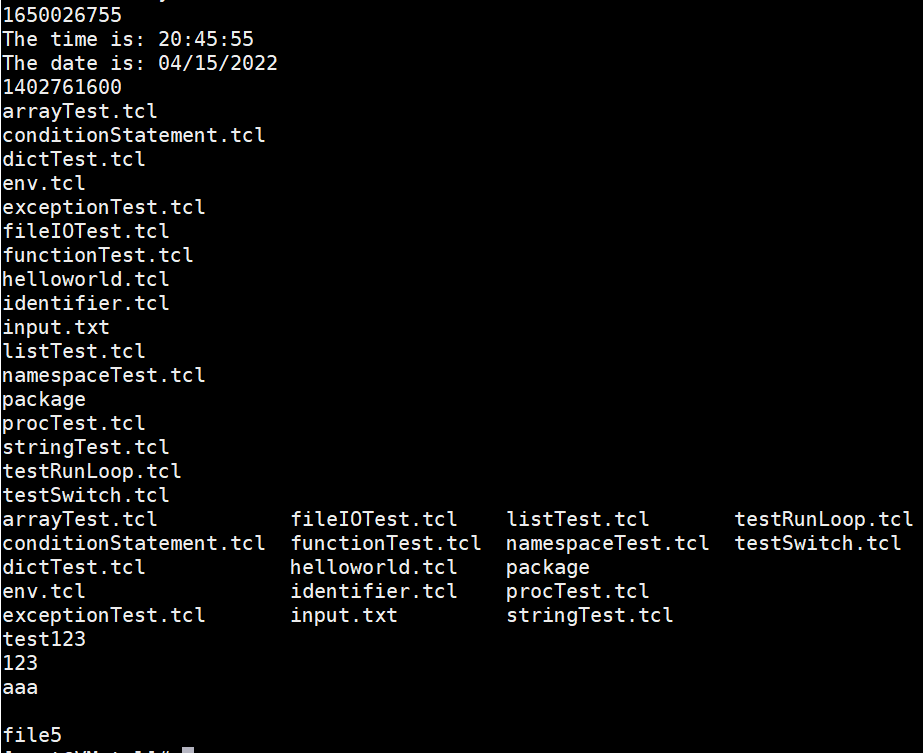 1650026755
The time is: 20:45:55
The date is: 04/15/2022
1402761600
arrayTest.tcl
conditionStatement.tcl
dictTest.tcl
env.tcl
exceptionTest.tcl
fileIOTest.tcl
functionTest.tcl
helloworld.tcl
identifier.tcl
input.txt
listTest.tcl
namespaceTest.tcl
package
procTest.tcl
stringTest.tcl
testRunLoop.tcl
testSwitch.tcl
arrayTest.tcl fileIOTest.tcl listTest.tcl testRunLoop.tcl
conditionStatement.tcl functionTest.tcl namespaceTest.tcl testSwitch.tcl
dictTest.tcl helloworld.tcl package
env.tcl identifier.tcl procTest.tcl
exceptionTest.tcl input.txt stringTest.tcl
test123
123
aaa
file5